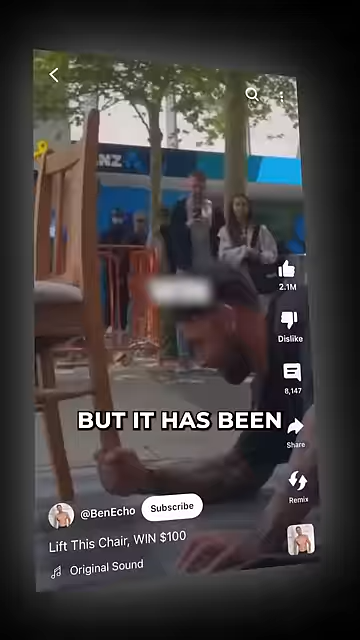 NZ
2.1M
Dislike
8,147
BUT IT HAS BEEN
Share
Remix
@BenEcho
Subscribe
Lift This Chair, WIN $100
Original Sound